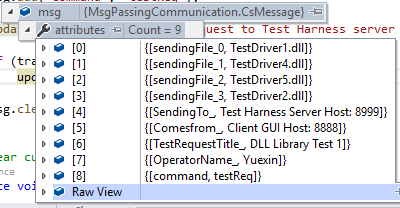 msg {MsgPassingCommunication.CsMessage}
attributes Count = 9
quest to Test Harness server
[0] {[sendingFile_0, TestDriver1.dll]}
[1] {[sendingFile_1, TestDriver4.dll]}
[2] {[sendingFile_2, TestDriver5.dll]}
[3] {[sendingFile_3, TestDriver2.dll]}
[4] {[SendingTo_, Test Harness Server Host: 8999]}
[5] {[Comesfrom_, Client GUI Host: 8888]}
[6] {[TestRequestTitle_, DLL Library Test 1]}
[7] {[OperatorName_, Yuexin]}
[8] {[command, testReq]}
Raw View
f (tra
upd
sg.cle
ear cu
nce
te voi